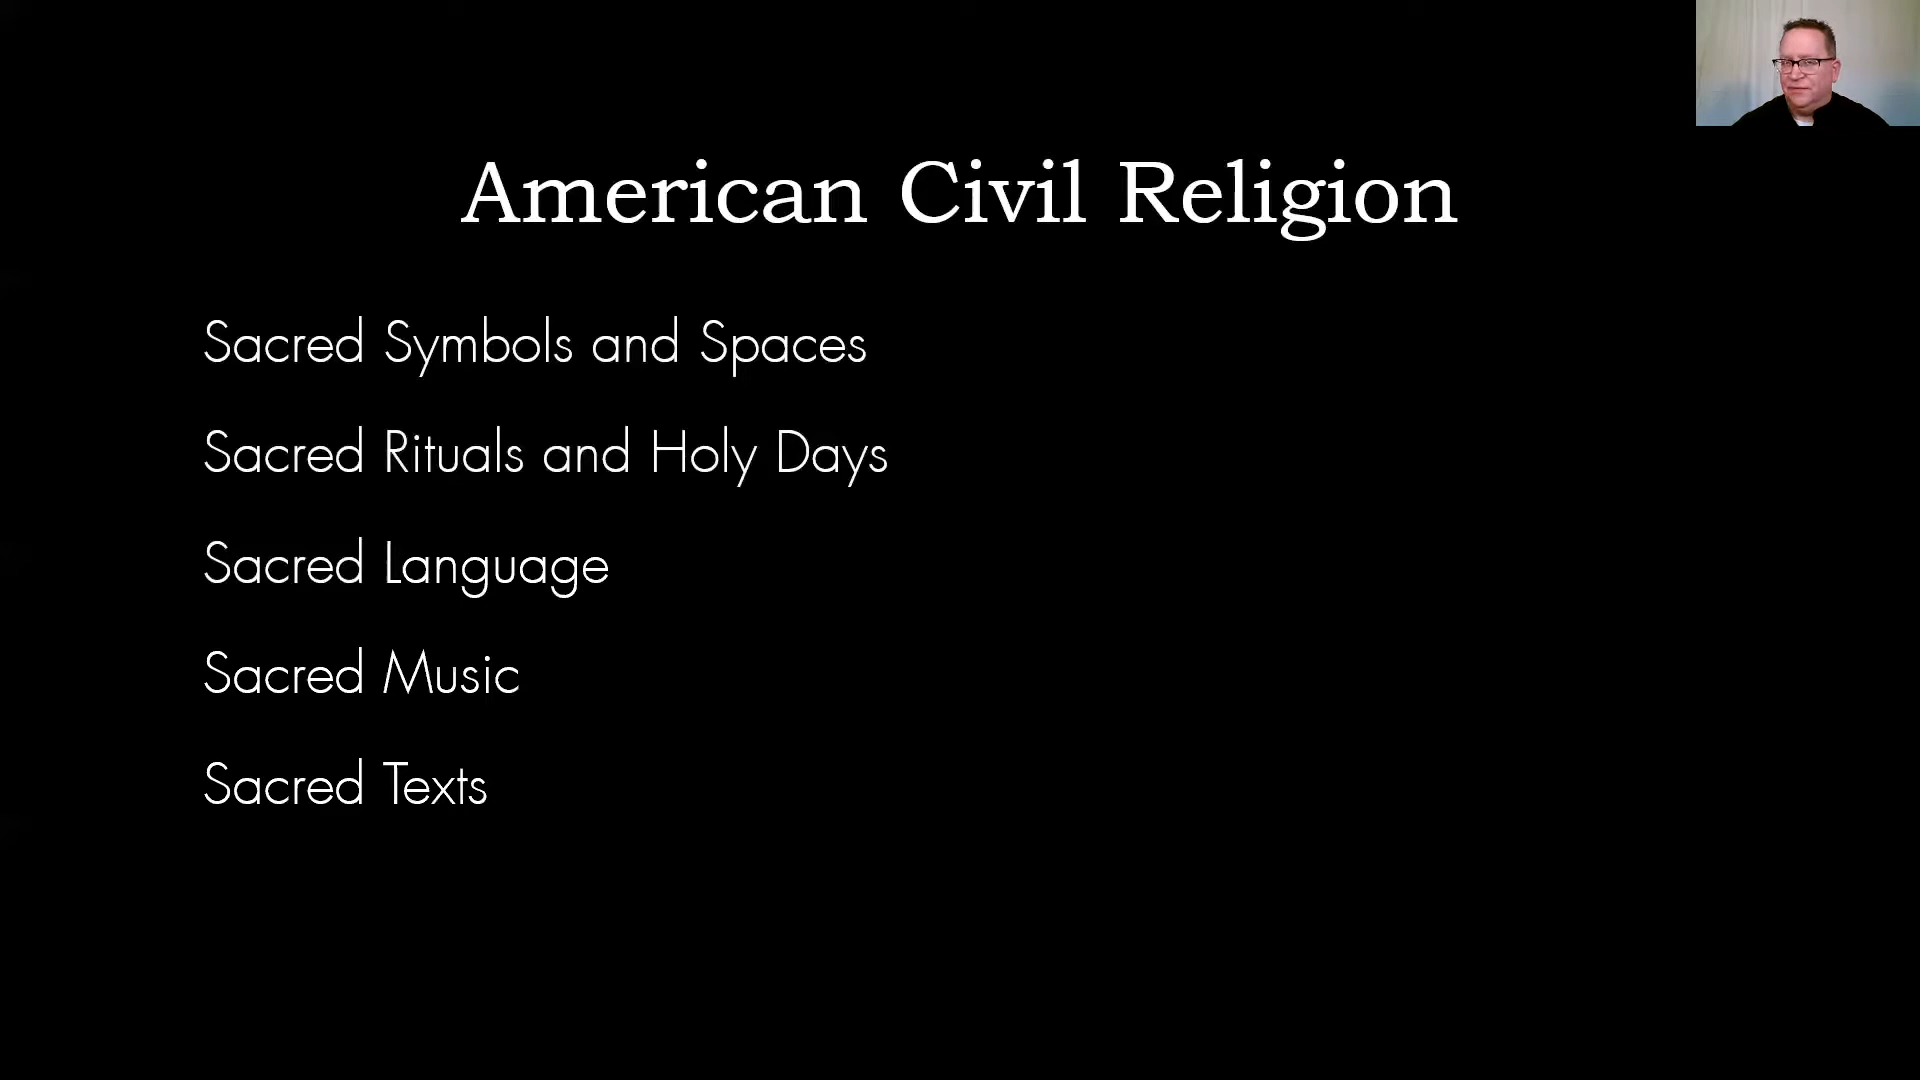 American Civil Religion
Sacred Symbols and Spaces
Sacred Rituals and Holy Days
Sacred Language
Sacred Music
Sacred Texts